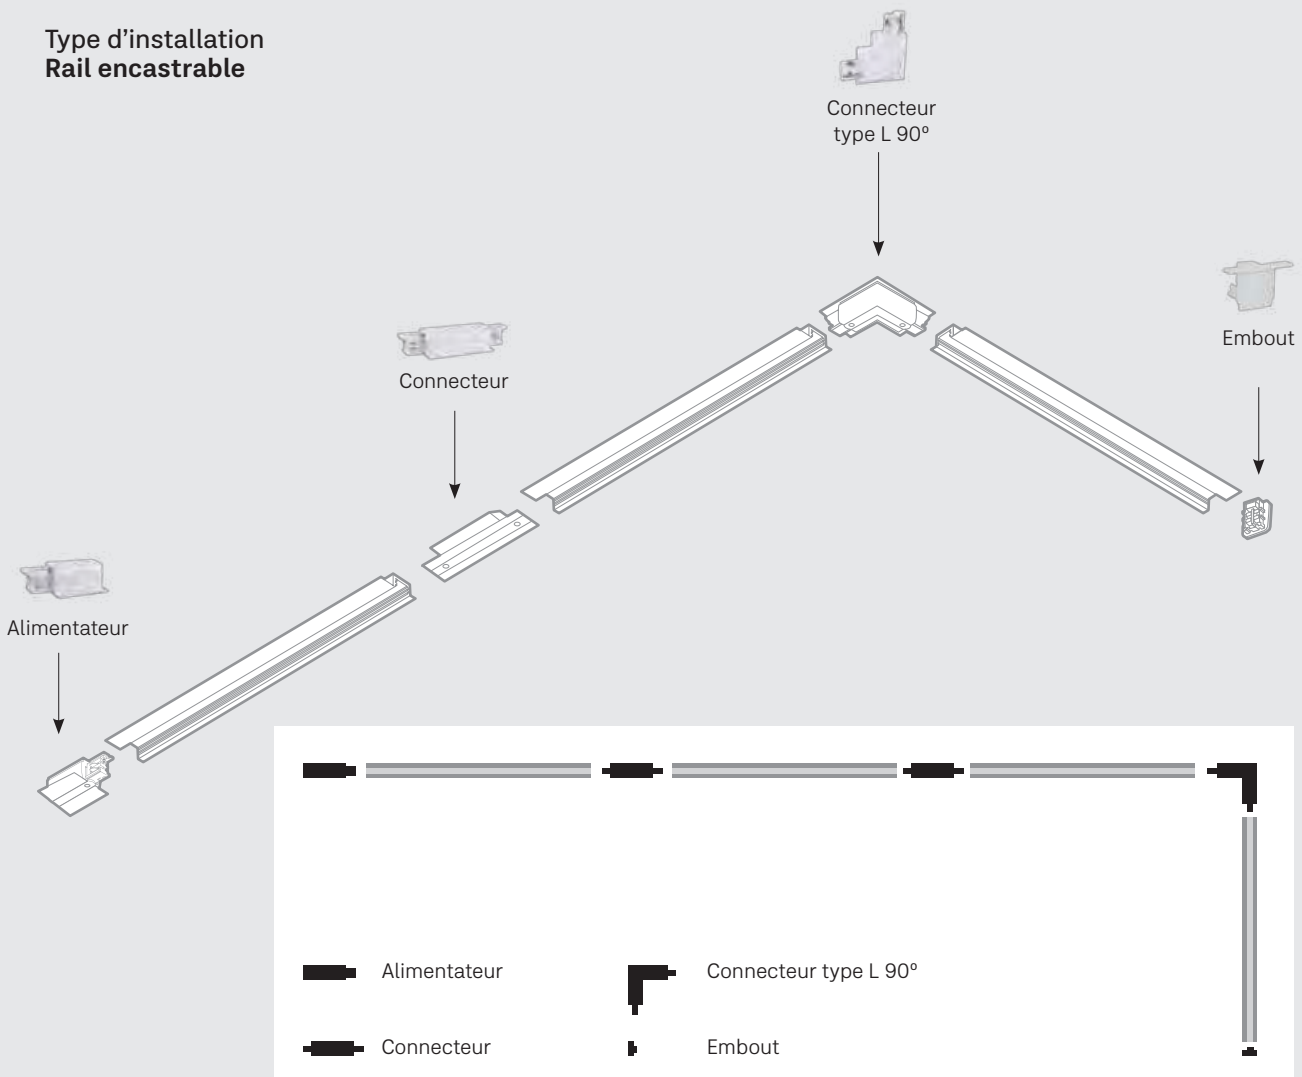 Type d’installation
Rail encastrable
Connecteur
type L 90º
Embout
Connecteur
Alimentateur
Alimentateur
Connecteur type L 90º
Connecteur
Embout